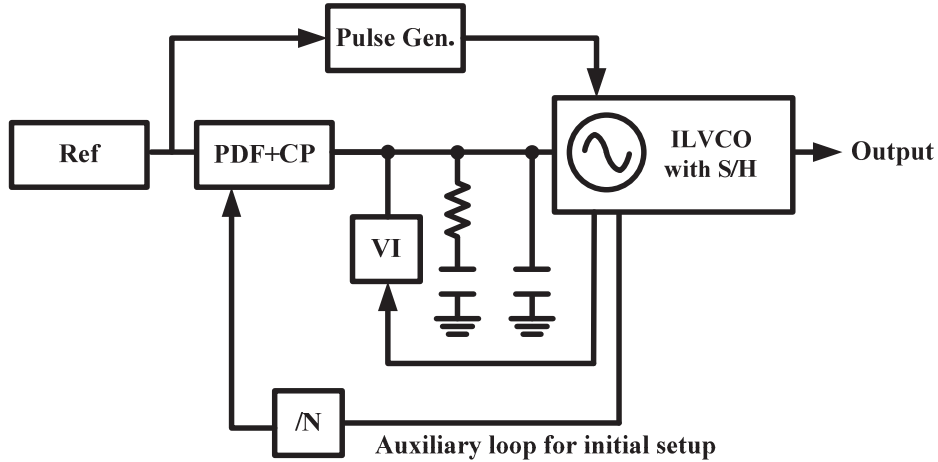 Pulse Gen.
Ref
PDF+CP
ILVCO
with S/H
Output
VI
/N
Auxiliary loop for initial setup